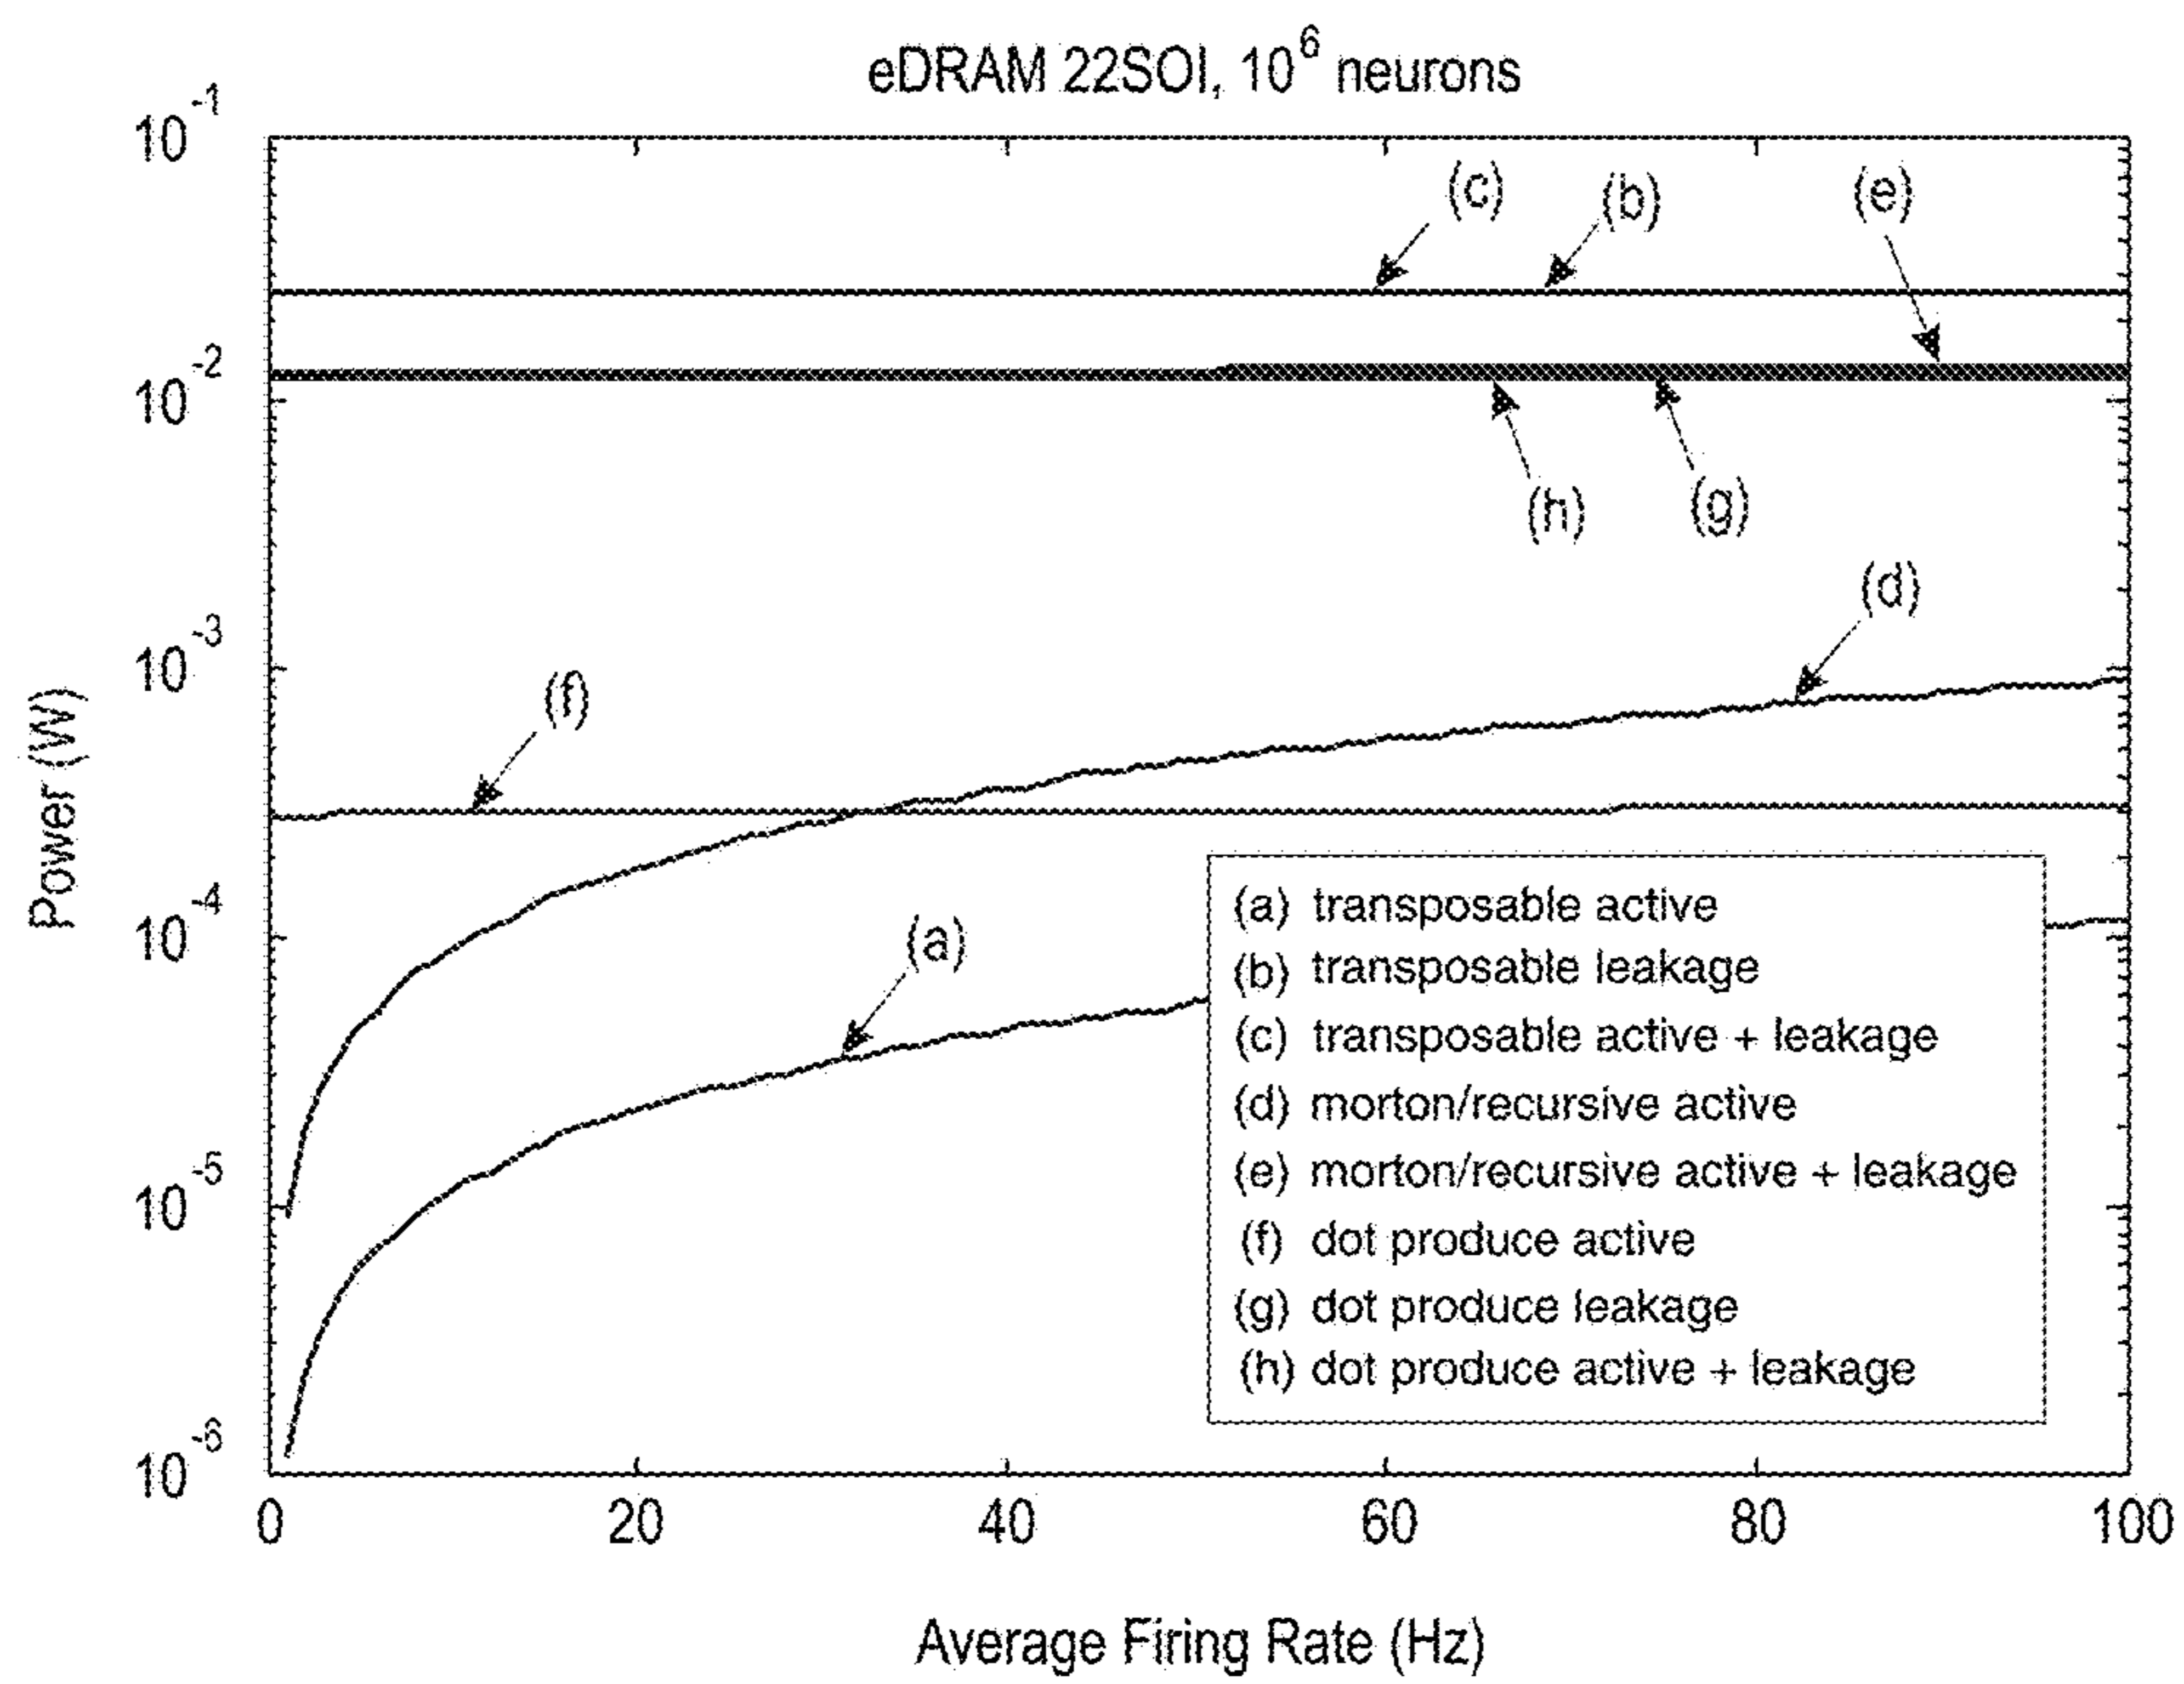 eDRAM 22SOI, 10^6 neurons
10^-1
(c)
(b)
(e)
10^-2
(h)
(g)
(d)
10^-3
(f)
Power (W)
10^-4
(a)
(a) transposable active
(b) transposable leakage
(c) transposable active + leakage
(d) morton/recursive active
(e) morton/recursive active + leakage
(f) dot produce active
(g) dot produce leakage
(h) dot produce active + leakage
10^-5
10^-6
0 20 40 60 80 100
Average Firing Rate (Hz)